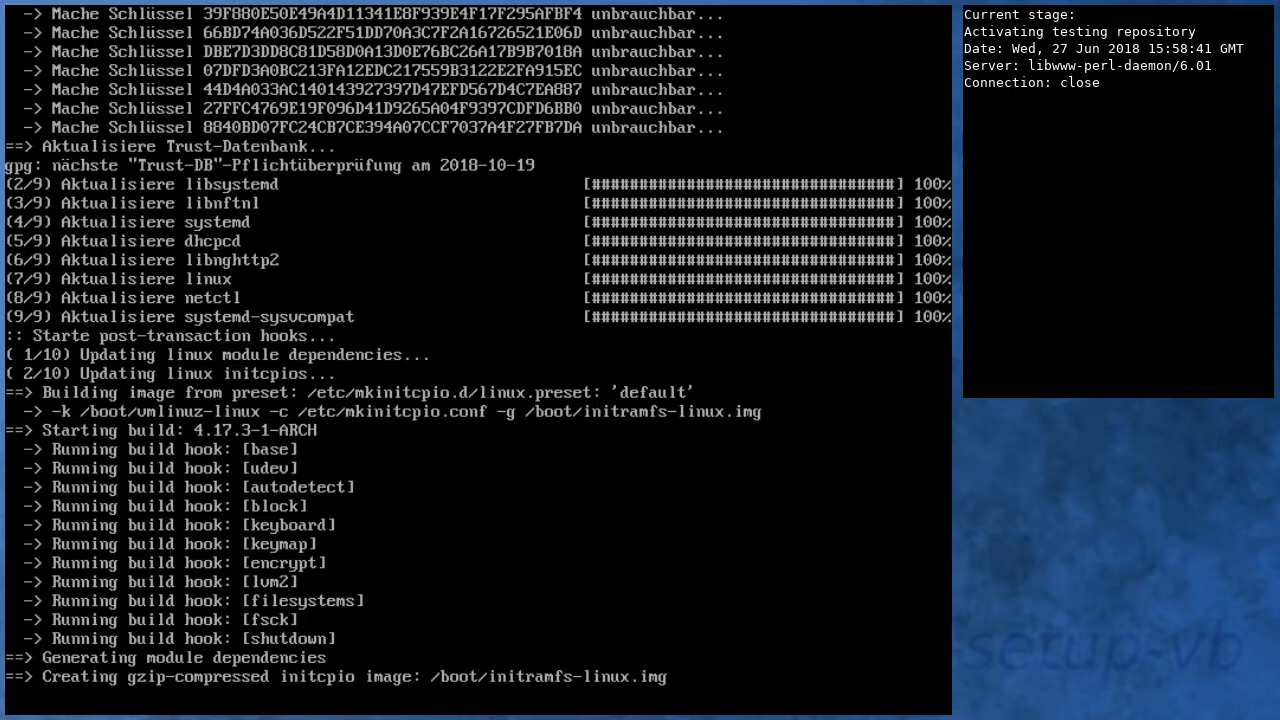 -> Mache Schlüssel 39F880E50E49A4D11341E8F939E4F17F295AFBF4 unbrauchbar...
-> Mache Schlüssel 66BD74A036D522F51DD70A3C7F2A16726521E06D unbrauchbar...
-> Mache Schlüssel DBE7D3DD8C81D58D0A13D0E76BC26A17B9B7018A unbrauchbar...
-> Mache Schlüssel 07DFD3A0BC213FA12EDC217559B3122E2FA915EC unbrauchbar...
-> Mache Schlüssel 44D4A033AC140143927397D47EFD567D4C7EA887 unbrauchbar...
-> Mache Schlüssel 27FFC4769E19F096D41D9265A04F9397CDFD6BB0 unbrauchbar...
-> Mache Schlüssel 8840BD07FC24CB7CE394A07CCF7037A4F27FB7DA unbrauchbar...
==> Aktualisiere Trust-Datenbank...
gpg: nächste "Trust-DB"-Pflichtüberprüfung am 2018-10-19
(2/9) Aktualisiere libsystemd [################################] 100%
(3/9) Aktualisiere libnftnl [################################] 100%
(4/9) Aktualisiere systemd [################################] 100%
(5/9) Aktualisiere dhcpcd [################################] 100%
(6/9) Aktualisiere libnghttp2 [################################] 100%
(7/9) Aktualisiere linux [################################] 100%
(8/9) Aktualisiere netctl [################################] 100%
(9/9) Aktualisiere systemd-sysvcompat [################################] 100%
:: Starte post-transaction hooks...
( 1/10) Updating linux module dependencies...
( 2/10) Updating linux initcpios...
==> Building image from preset: /etc/mkinitcpio.d/linux.preset: 'default'
-> -k /boot/vmlinuz-linux -c /etc/mkinitcpio.conf -g /boot/initramfs-linux.img
==> Starting build: 4.17.3-1-ARCH
-> Running build hook: [base]
-> Running build hook: [udev]
-> Running build hook: [autodetect]
-> Running build hook: [block]
-> Running build hook: [keyboard]
-> Running build hook: [keymap]
-> Running build hook: [encrypt]
-> Running build hook: [lvm2]
-> Running build hook: [filesystems]
-> Running build hook: [fsck]
-> Running build hook: [shutdown]
==> Generating module dependencies
==> Creating gzip-compressed initcpio image: /boot/initramfs-linux.img
Current stage:
Activating testing repository
Date: Wed, 27 Jun 2018 15:58:41 GMT
Server: libwww-perl-daemon/6.01
Connection: close
-setup-vb